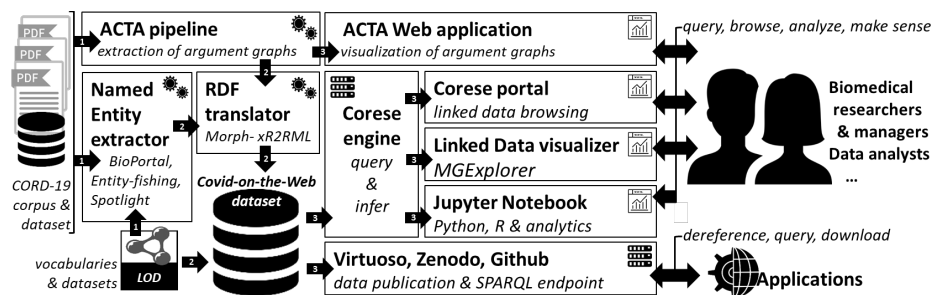 PDF
PDF
PDF
CORD-19
corpus &
dataset
1
ACTA pipeline
extraction of argument graphs
3
ACTA Web application
visualization of argument graphs
query, browse, analyze, make sense
1
Named
Entity
extractor
BioPortal,
Entity-fishing,
Spotlight
2
2
RDF
translator
Morph- xR2RML
2
Covid-on-the-Web
dataset
Corese
engine
query
&
infer
3
3
Corese portal
linked data browsing
3
Linked Data visualizer
MGExplorer
3
Jupyter Notebook
Python, R & analytics
Biomedical
researchers
& managers
Data analysts
...
1
vocabularies
& datasets
LOD
2
3
Virtuoso, Zenodo, Github
data publication & SPARQL endpoint
dereference, query, download
Applications